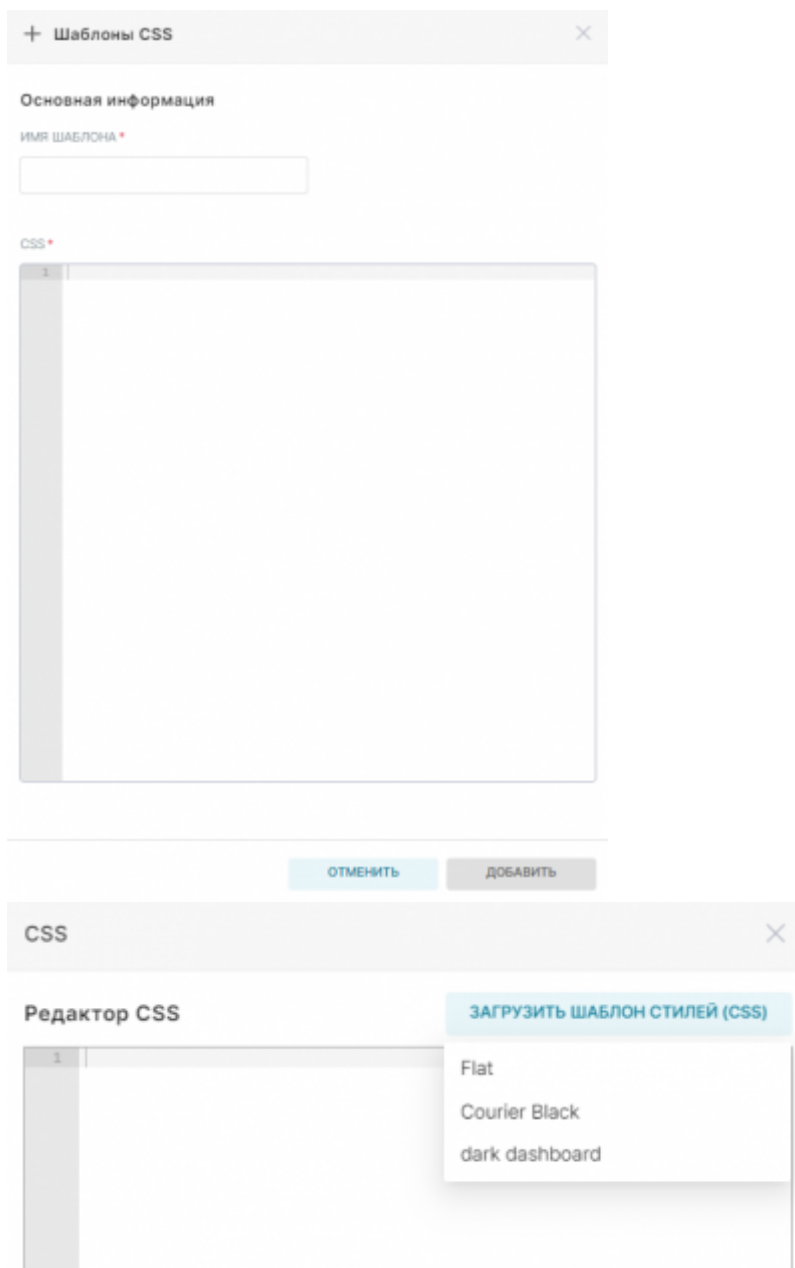 + Шаблоны CSS
Основная информация
ИМЯ ШАБЛОНА *
CSS *
1
ОТМЕНИТЬ
ДОБАВИТЬ
CSS
Редактор CSS
ЗАГРУЗИТЬ ШАБЛОН СТИЛЕЙ (CSS)
1
Flat
Courier Black
dark dashboard